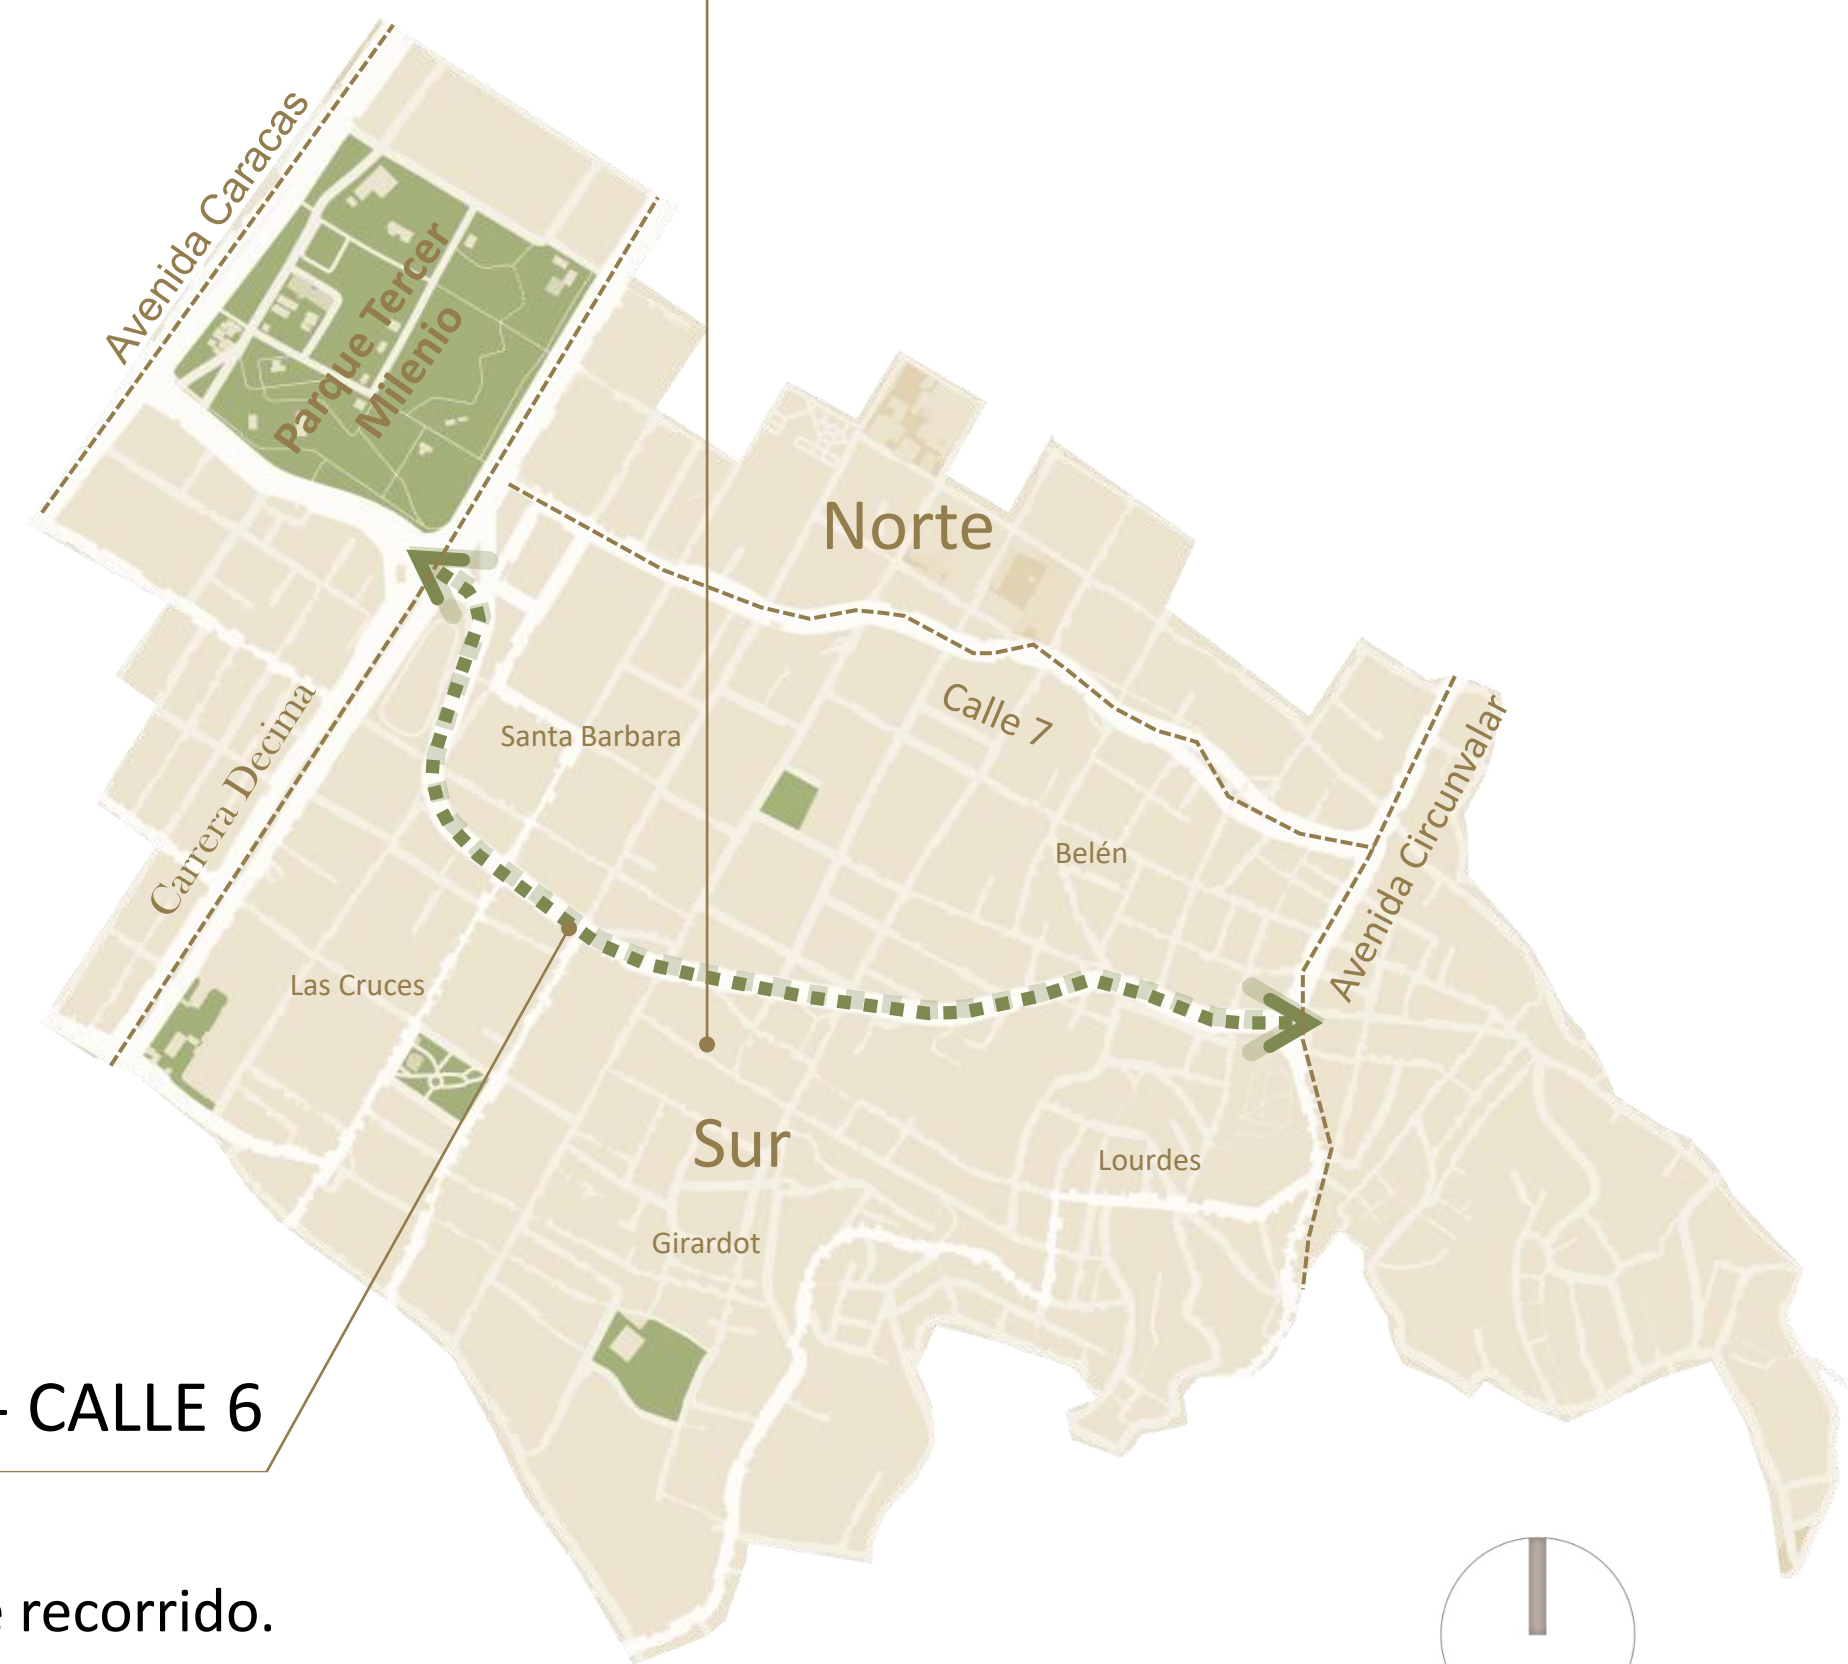 Avenida Caracas
Parque Tercer
Milenio
Norte
Calle 7
Santa Barbara
Carrera Decima
Avenida Circunvalar
Belén
Las Cruces
Sur
Lourdes
Girardot
- CALLE 6
e recorrido.